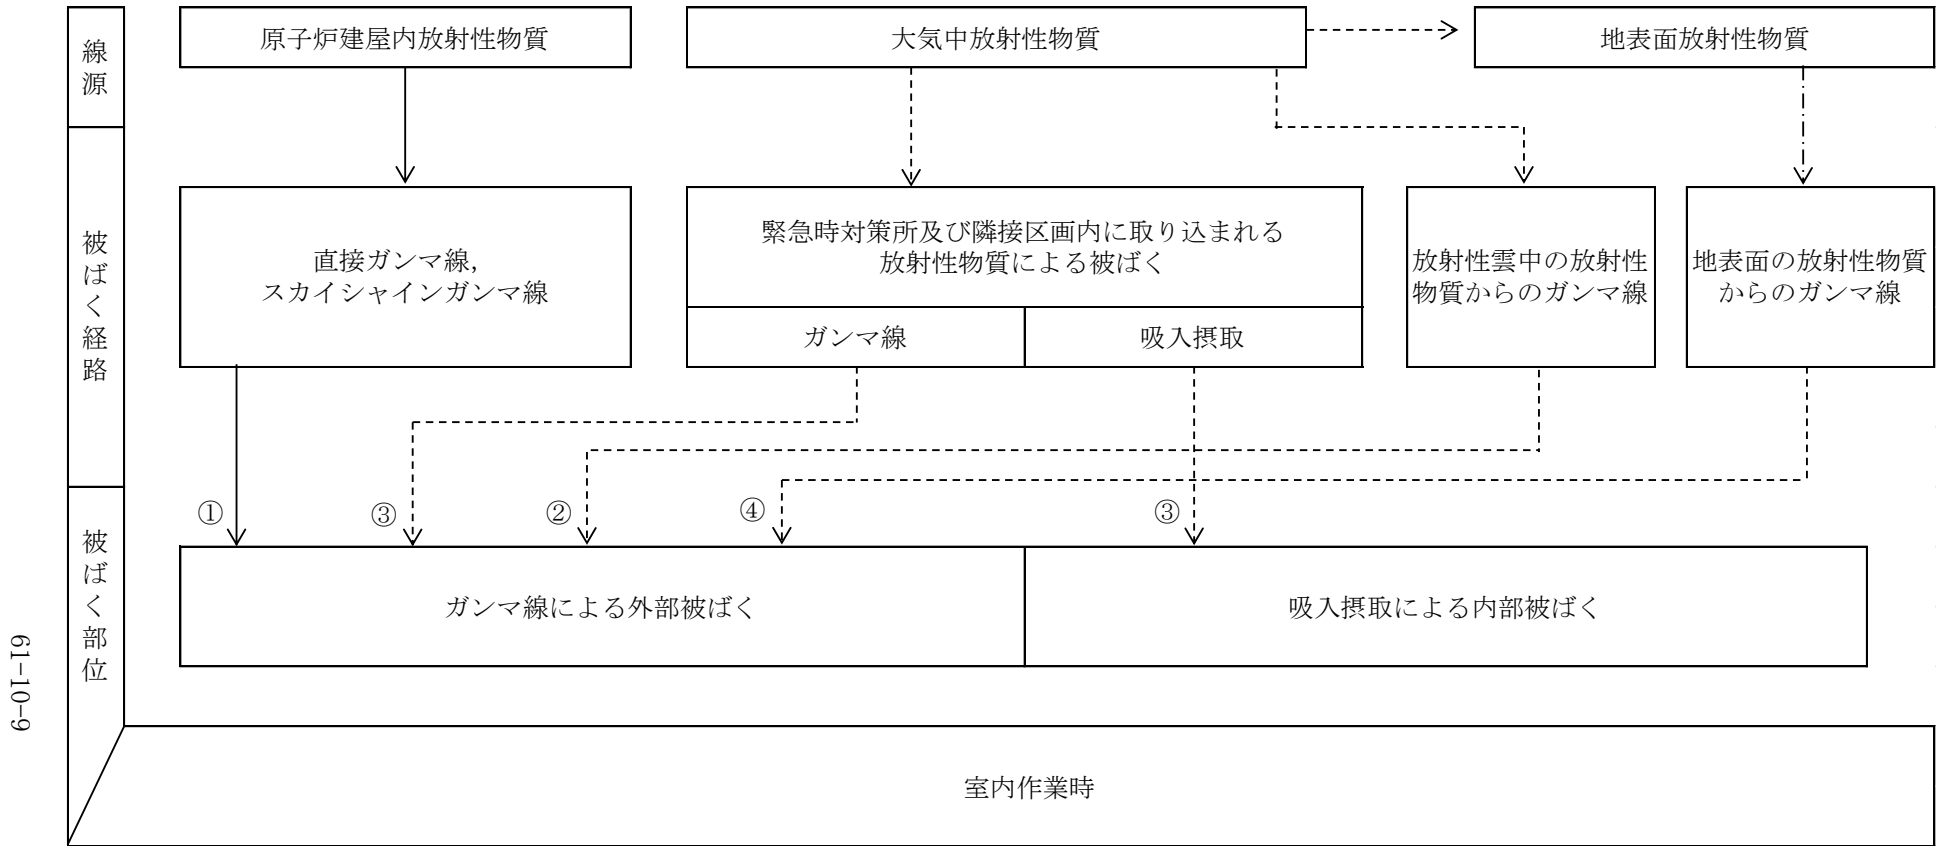 線源
原子炉建屋内放射性物質
大気中放射性物質
地表面放射性物質
被ばく経路
直接ガンマ線,
スカイシャインガンマ線
緊急時対策所及び隣接区画内に取り込まれる
放射性物質による被ばく
ガンマ線
吸入摂取
放射性雲中の放射性
物質からのガンマ線
地表面の放射性物質
からのガンマ線
被ばく部位
①
③
②
④
③
ガンマ線による外部被ばく
吸入摂取による内部被ばく
室内作業時
61-10-9